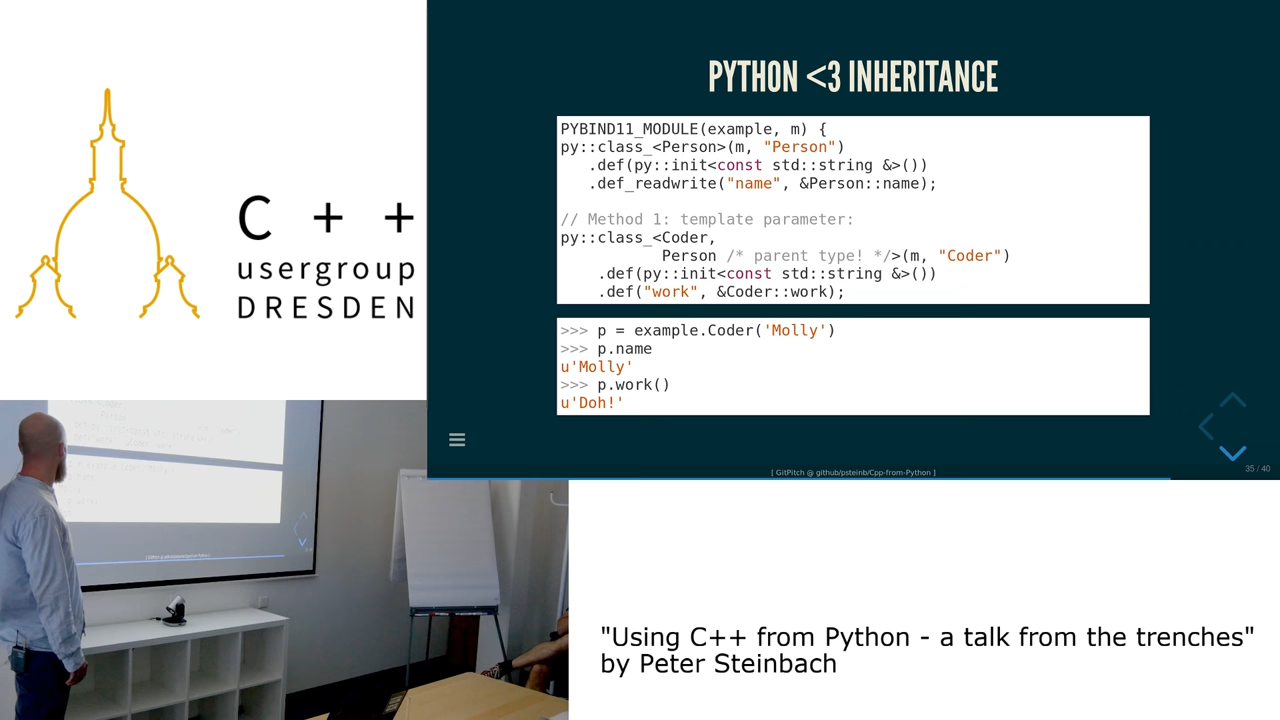 C + +
usergroup
DRESDEN
PYTHON <3 INHERITANCE
PYBIND11_MODULE(example, m) {
py::class_<Person>(m, "Person")
.def(py::init<const std::string &>())
.def_readwrite("name", &Person::name);
// Method 1: template parameter:
py::class_<Coder,
Person /* parent type! */>(m, "Coder")
.def(py::init<const std::string &>())
.def("work", &Coder::work);
>>> p = example.Coder('Molly')
>>> p.name
u'Molly'
>>> p.work()
u'Doh!'
[ GitPitch @ github/psteinb/Cpp-from-Python ]
35 / 40
"Using C++ from Python - a talk from the trenches"
by Peter Steinbach